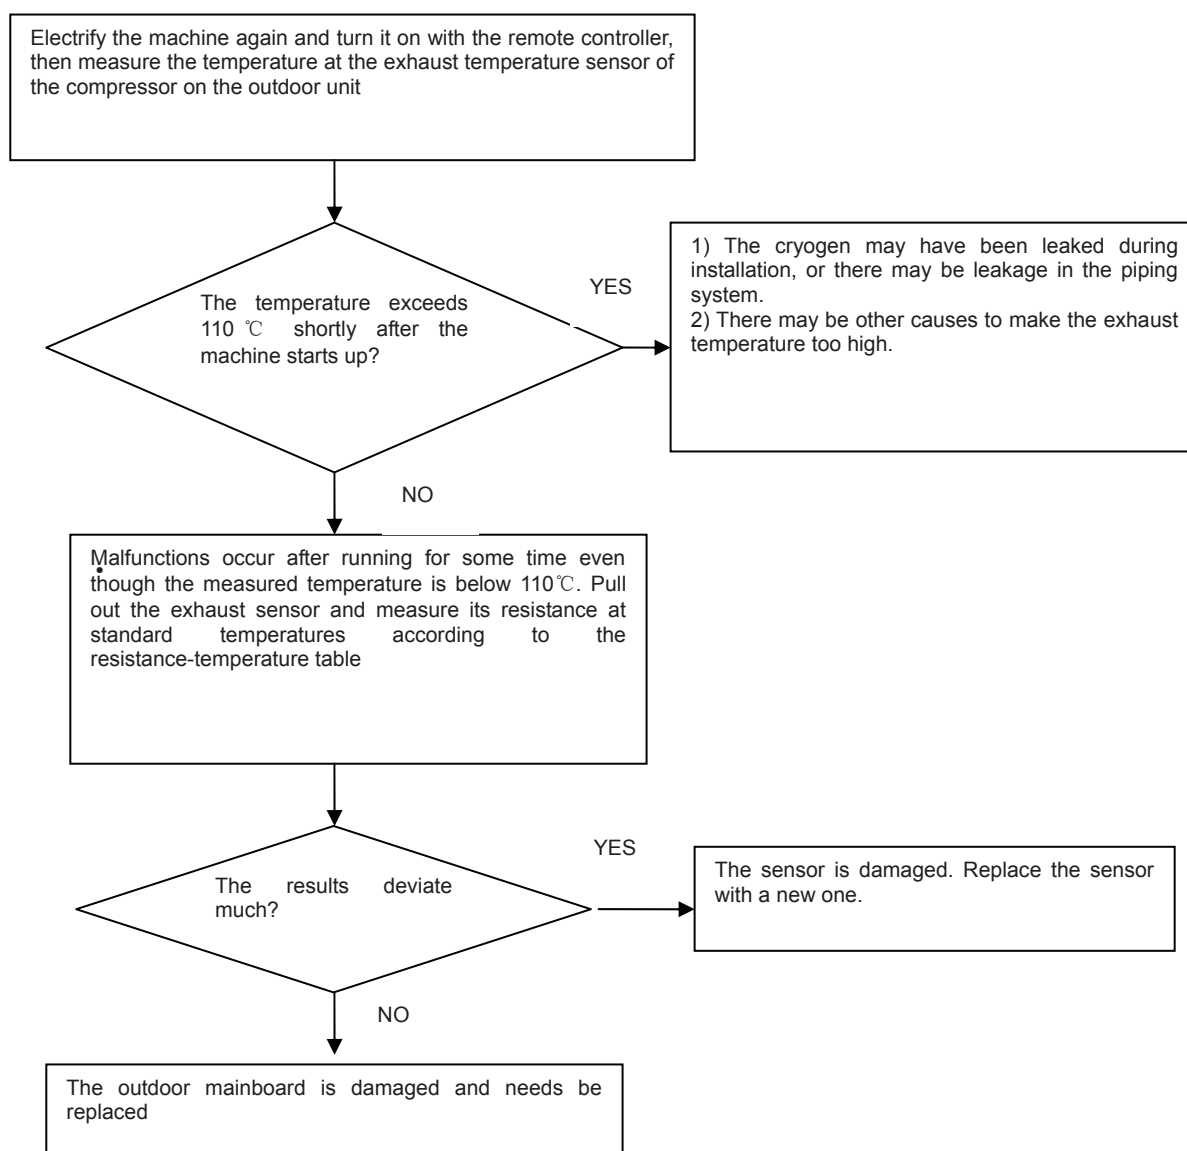 Electrify the machine again and turn it on with the remote controller,
then measure the temperature at the exhaust temperature sensor of
the compressor on the outdoor unit
The temperature exceeds
110 ℃ shortly after the
machine starts up?
YES
1) The cryogen may have been leaked during
installation, or there may be leakage in the piping
system.
2) There may be other causes to make the exhaust
temperature too high.
NO
Malfunctions occur after running for some time even
though the measured temperature is below 110℃. Pull
out the exhaust sensor and measure its resistance at
standard temperatures according to the
resistance-temperature table
The results deviate
much?
YES
The sensor is damaged. Replace the sensor
with a new one.
NO
The outdoor mainboard is damaged and needs be
replaced